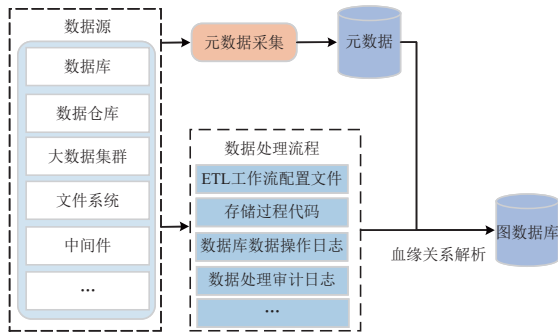 数据源
数据库
数据仓库
大数据集群
文件系统
中间件
…
元数据采集
元数据
数据处理流程
ETL工作流配置文件
存储过程代码
数据库数据操作日志
数据处理审计日志
…
血缘关系解析
图数据库